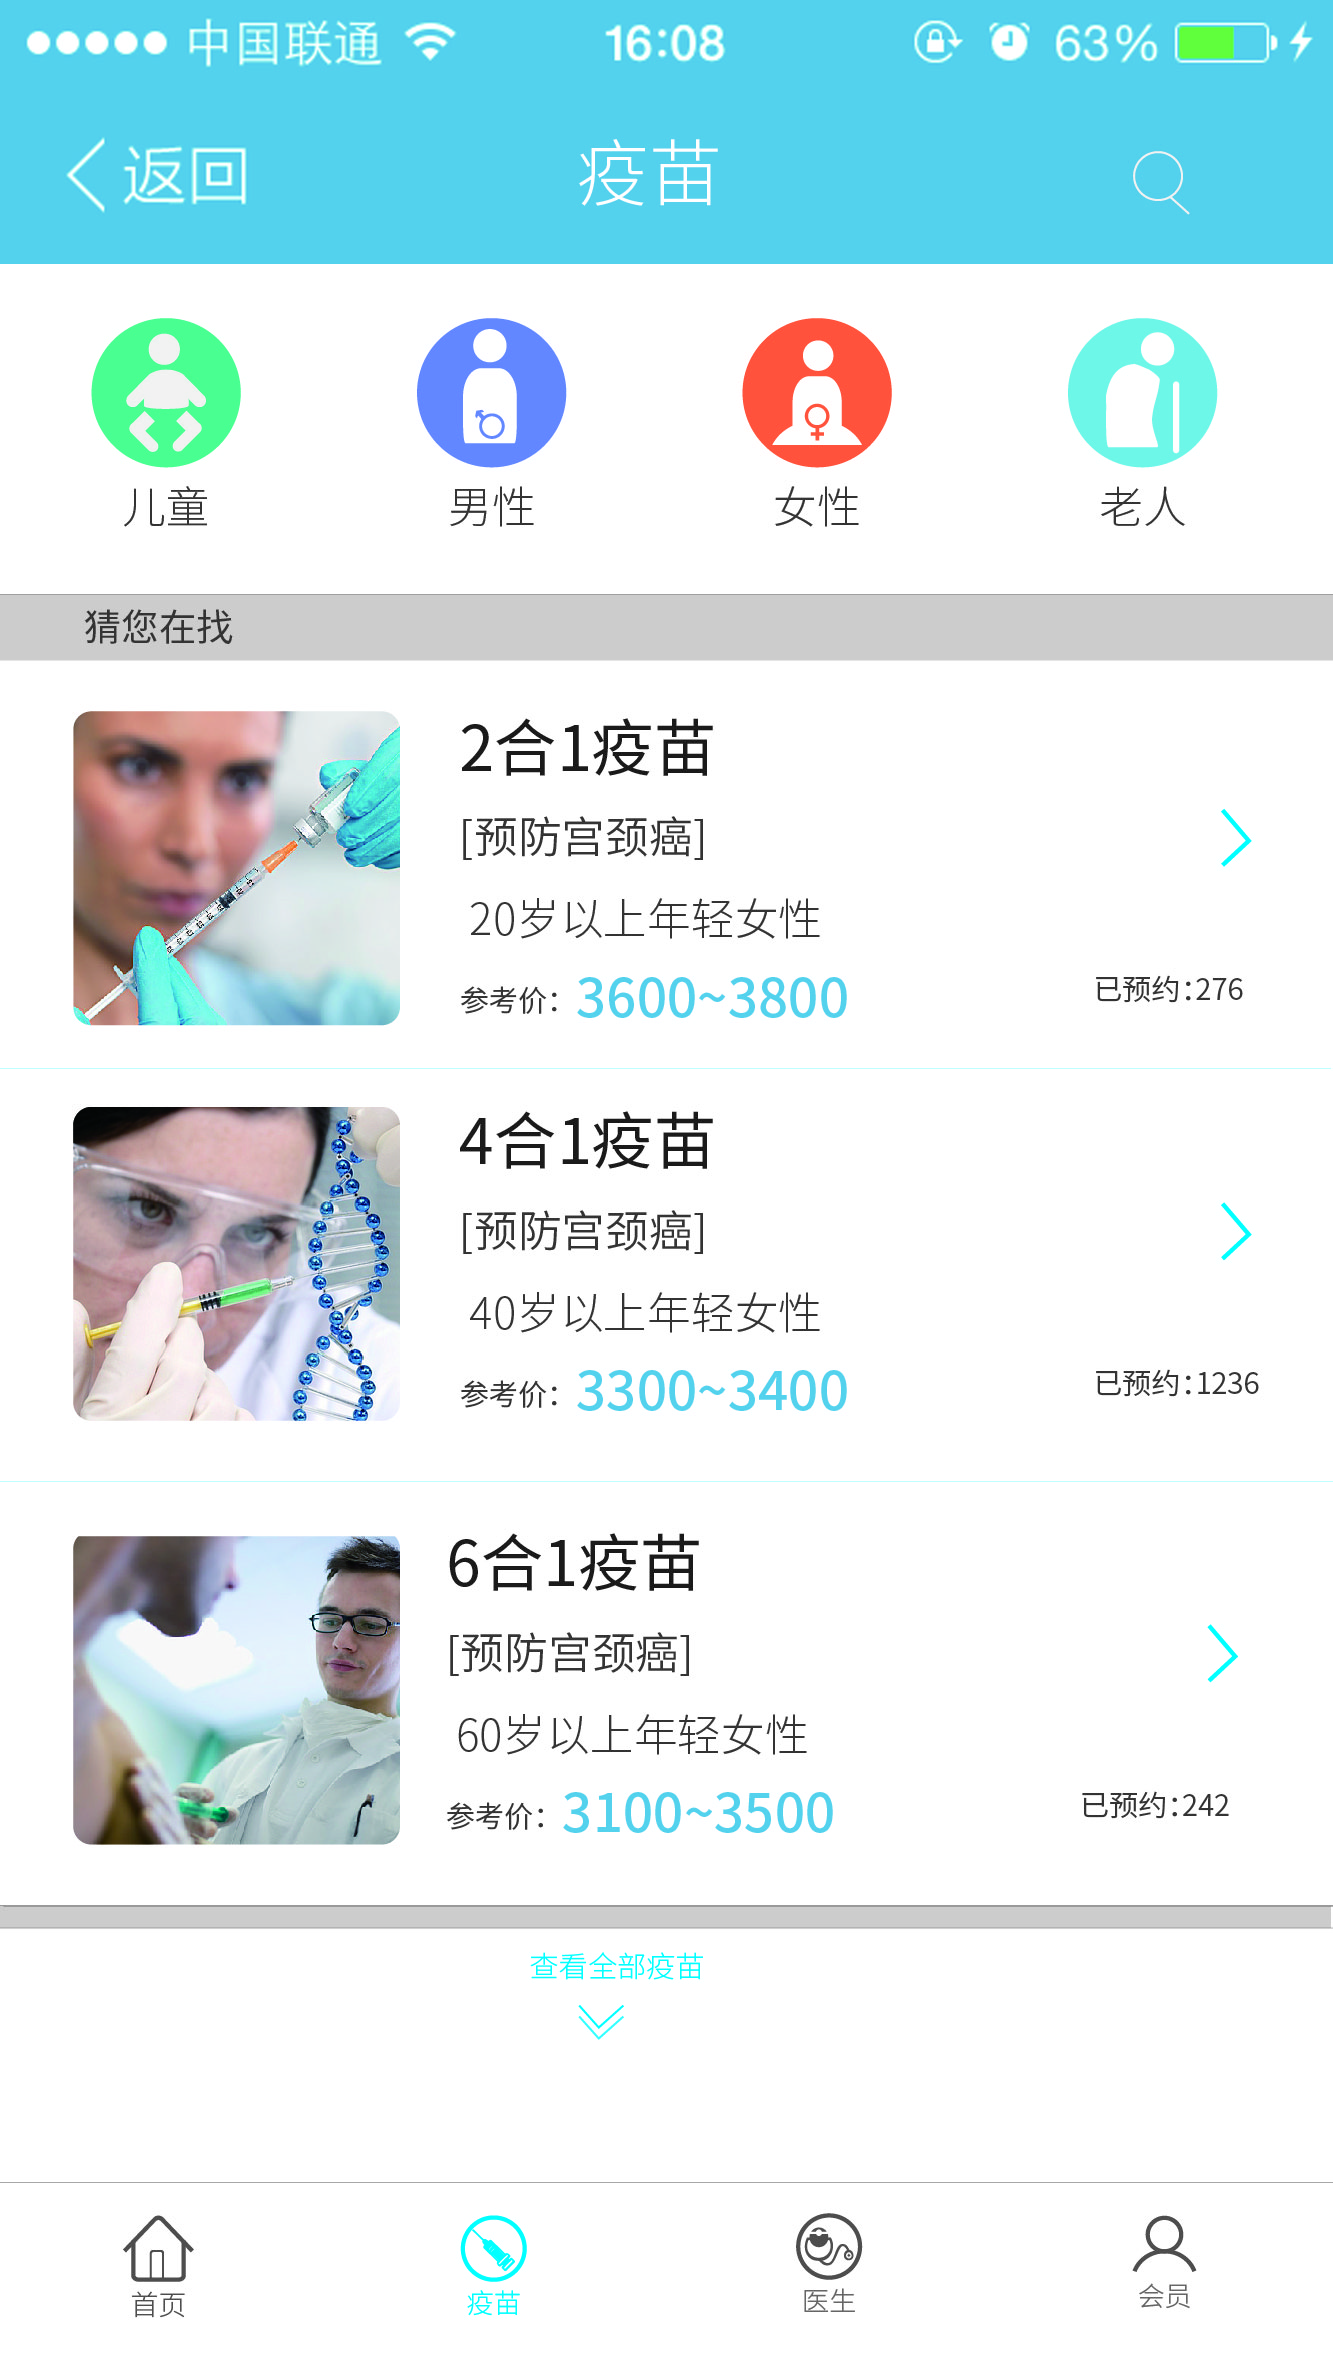 中国联通 16:08 63%
返回 疫苗
儿童 男性 女性 老人
猜您在找
2合1疫苗
[预防宫颈癌]
20岁以上年轻女性
参考价: 3600~3800 已预约:276
4合1疫苗
[预防宫颈癌]
40岁以上年轻女性
参考价: 3300~3400 已预约:1236
6合1疫苗
[预防宫颈癌]
60岁以上年轻女性
参考价: 3100~3500 已预约:242
查看全部疫苗
首页 疫苗 医生 会员